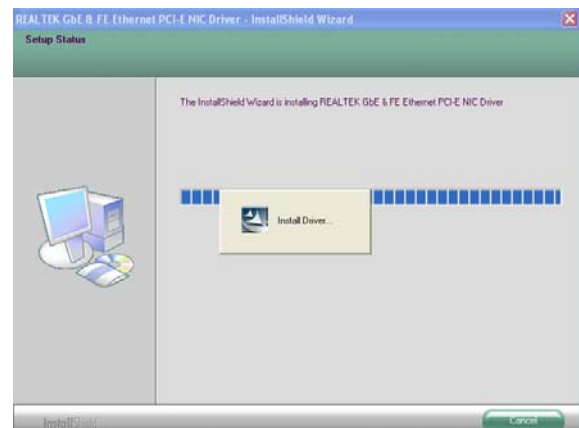 REALTEK GbE & FE Ethernet PCI-E NIC Driver - InstallShield Wizard
Setup Status
The InstallShield Wizard is installing REALTEK GbE & FE Ethernet PCI-E NIC Driver
Install Driver...
InstallShield
Cancel